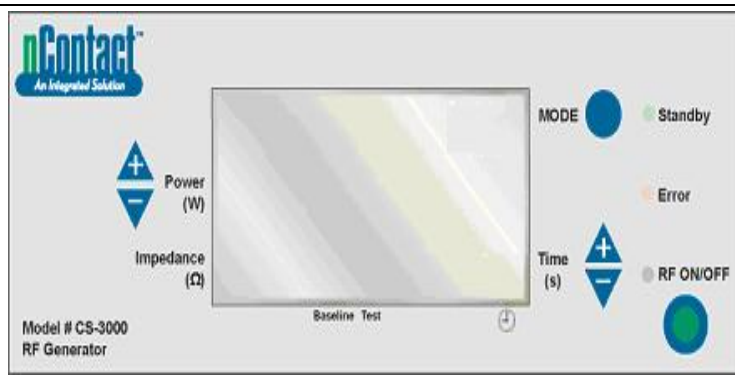 nContact™
An Integrated Solution
MODE
Standby
Power
(W)
Error
Impedance
(Ω)
Time
(s)
RF ON/OFF
Baseline Test
Model # CS-3000
RF Generator